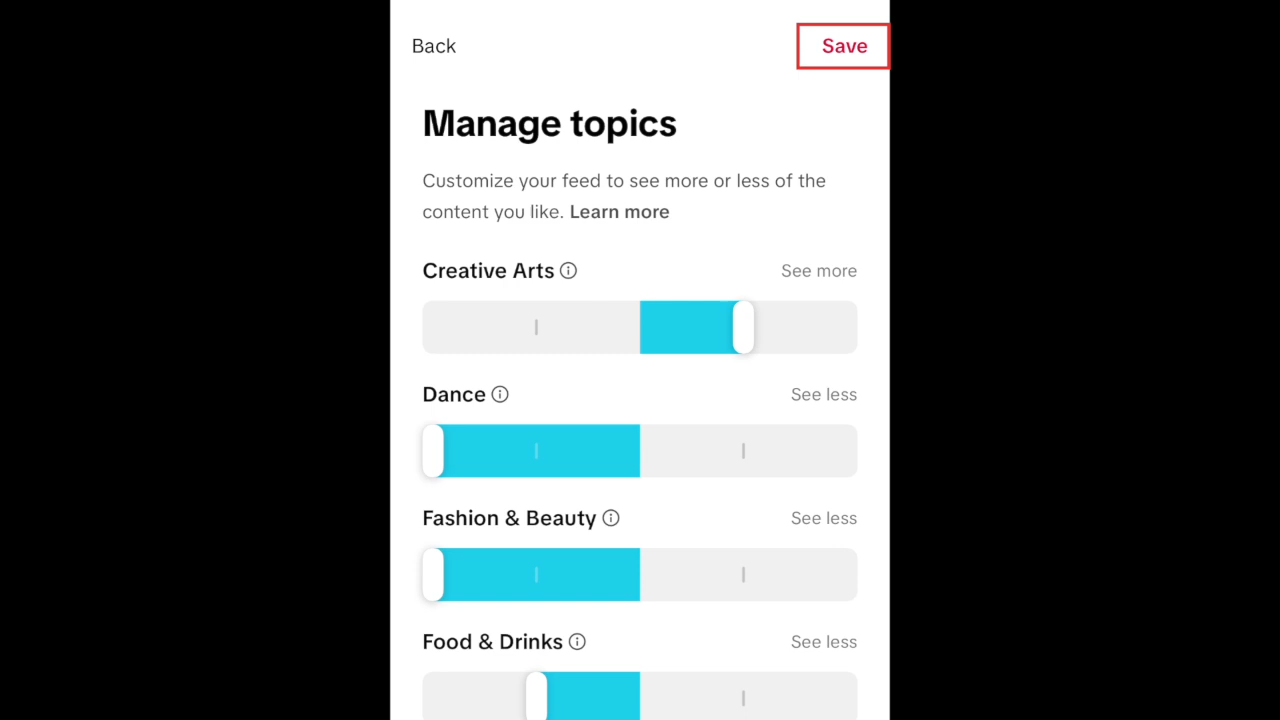 Back
Save
Manage topics
Customize your feed to see more or less of the
content you like. Learn more
Creative Arts
See more
Dance
See less
Fashion & Beauty
See less
Food & Drinks
See less